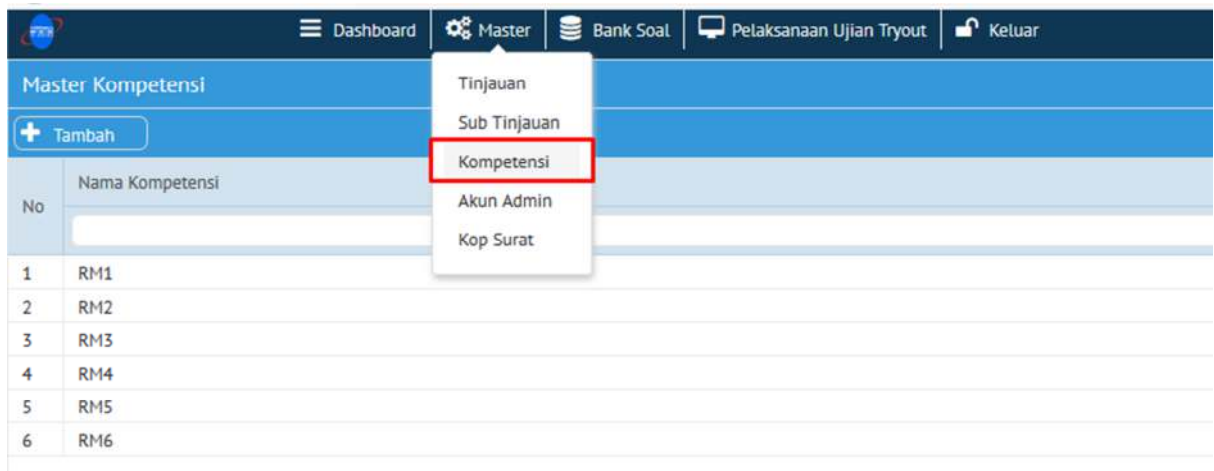 Dashboard Master Bank Soal Pelaksanaan Ujian Tryout Keluar
Master Kompetensi
Tambah
Tinjauan
Sub Tinjauan
Kompetensi
Akun Admin
Kop Surat
No Nama Kompetensi
1 RM1
2 RM2
3 RM3
4 RM4
5 RM5
6 RM6